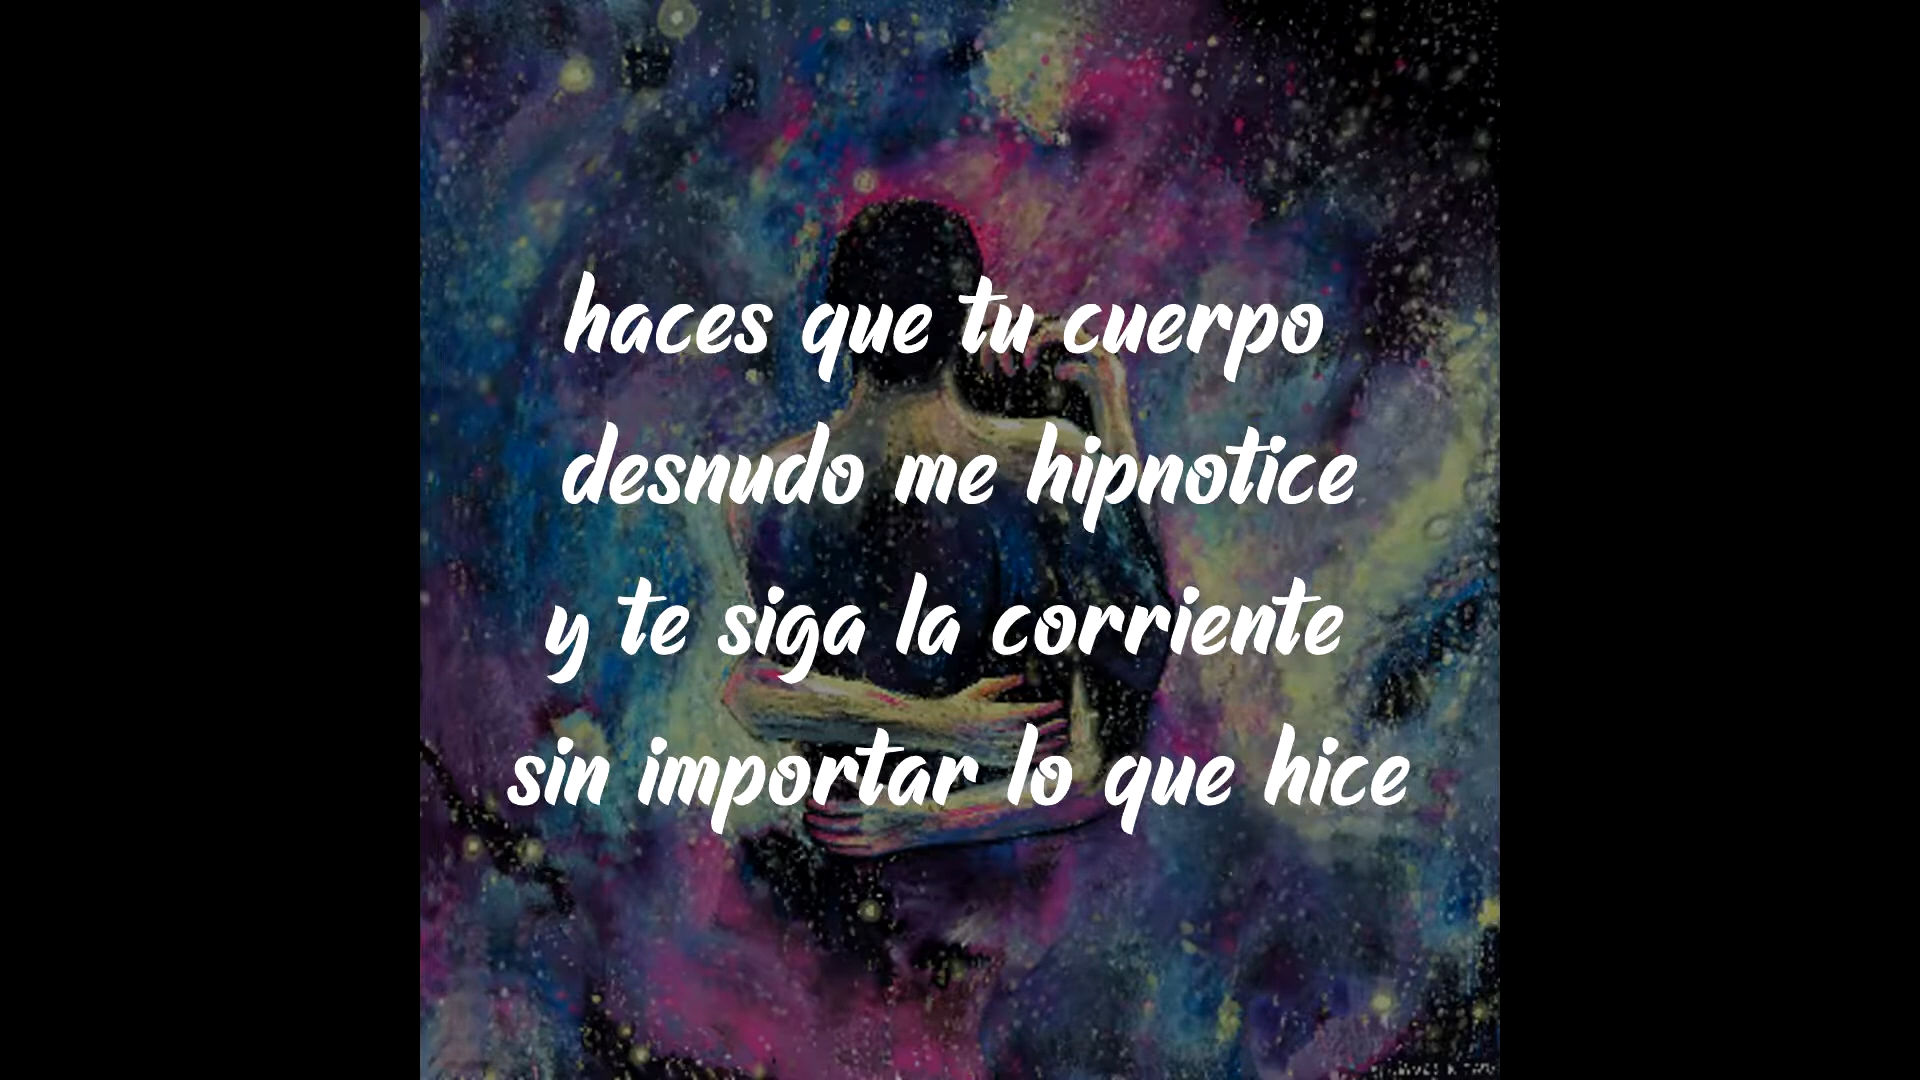 haces que tu cuerpo
desnudo me hipnotice
y te siga la corriente
sin importar lo que hice